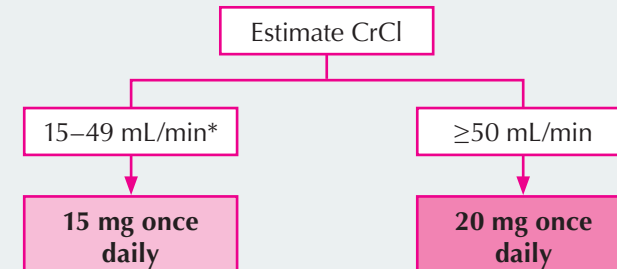 Estimate CrCl
15–49 mL/min*
≥50 mL/min
15 mg once
daily
20 mg once
daily